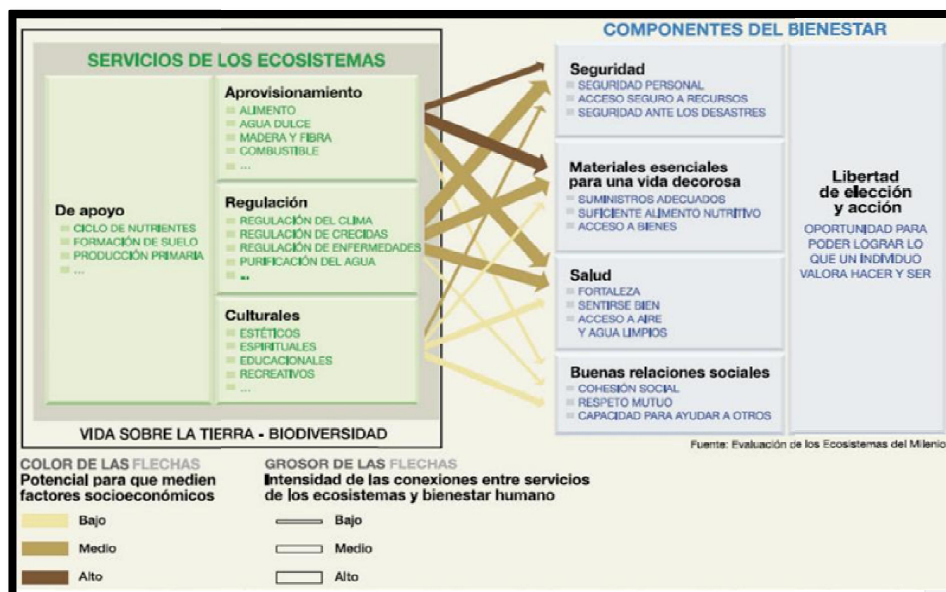 SERVICIOS DE LOS ECOSISTEMAS
De apoyo
CICLO DE NUTRIENTES
FORMACIÓN DE SUELO
PRODUCCIÓN PRIMARIA
...
Aprovisionamiento
ALIMENTO
AGUA DULCE
MADERA Y FIBRA
COMBUSTIBLE
...
Regulación
REGULACIÓN DEL CLIMA
REGULACIÓN DE CRECIDAS
REGULACIÓN DE ENFERMEDADES
PURIFICACIÓN DEL AGUA
...
Culturales
ESTÉTICOS
ESPIRITUALES
EDUCACIONALES
RECREATIVOS
...
VIDA SOBRE LA TIERRA - BIODIVERSIDAD
COMPONENTES DEL BIENESTAR
Seguridad
SEGURIDAD PERSONAL
ACCESO SEGURO A RECURSOS
SEGURIDAD ANTE LOS DESASTRES
Materiales esenciales
para una vida decorosa
SUMINISTROS ADECUADOS
SUFICIENTE ALIMENTO NUTRITIVO
ACCESO A BIENES
Salud
FORTALEZA
SENTIRSE BIEN
ACCESO A AIRE
Y AGUA LIMPIOS
Buenas relaciones sociales
COHESIÓN SOCIAL
RESPETO MUTUO
CAPACIDAD PARA AYUDAR A OTROS
Libertad
de elección
y acción
OPORTUNIDAD PARA
PODER LOGRAR LO
QUE UN INDIVIDUO
VALORA HACER Y SER
Fuente: Evaluación de los Ecosistemas del Milenio
COLOR DE LAS FLECHAS
Potencial para que medien
factores socioeconómicos
Bajo
Medio
Alto
GROSOR DE LAS FLECHAS
Intensidad de las conexiones entre servicios
de los ecosistemas y bienestar humano
Bajo
Medio
Alto